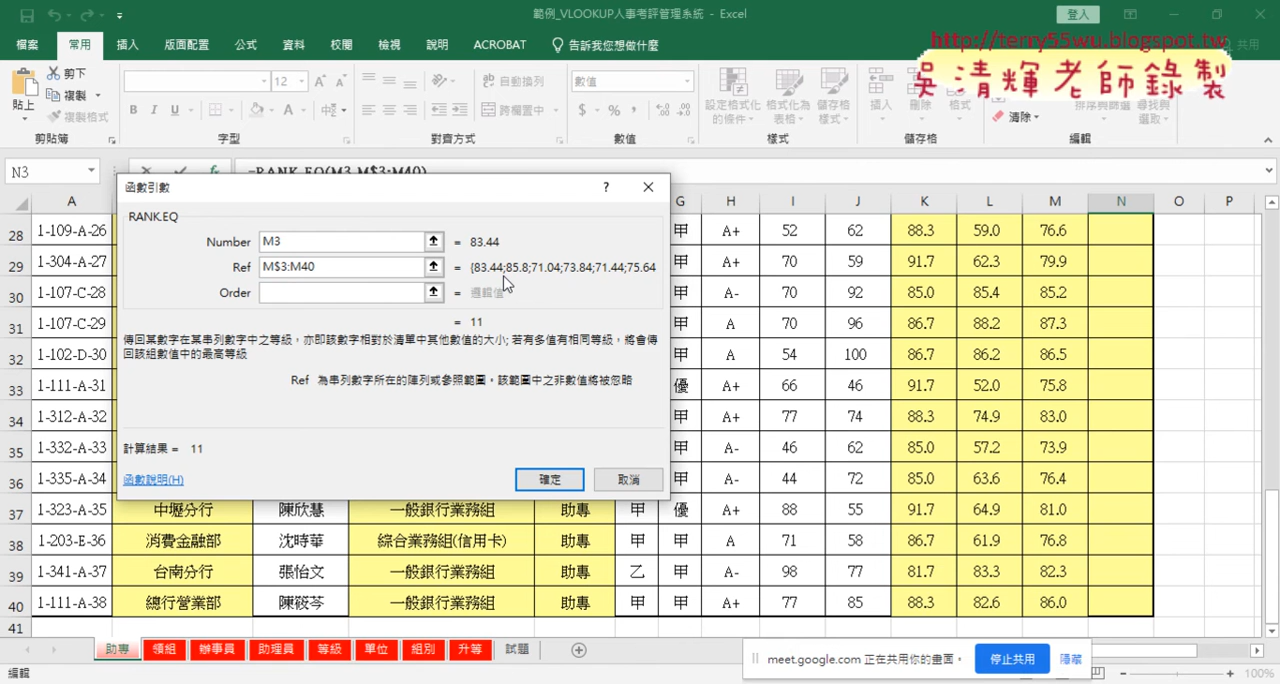 範例_VLOOKUP人事考評管理系統 - Excel
登入
檔案 常用 插入 版面配置 公式 資料 校閱 檢視 說明 ACROBAT 告訴我您想做什麼 共用
http://terry55wu.blogspot.tw
吳清輝老師錄製
貼上 剪下 複製 複製格式 剪貼簿
12 B I U 字型
自動換列 跨欄置中 對齊方式
數值 $ % 數值
設定格式化的條件 格式化為表格 儲存格樣式 樣式
插入 刪除 格式 儲存格
清除 排序與篩選 尋找與選取 編輯
N3 =RANK.EQ(M3,M$3:M40)
A G H I J K L M N O P
函數引數 ? ×
RANK.EQ
Number M3 = 83.44
Ref M$3:M40 = {83.44;85.8;71.04;73.84;71.44;75.64
Order = 邏輯值
= 11
傳回某數字在某串列數字中之等級，亦即該數字相對於清單中其他數值的大小; 若有多值有相同等級，將會傳
回該組數值中的最高等級
Ref 為串列數字所在的陣列或參照範圍，該範圍中之非數值將被忽略
計算結果 = 11
函數說明(H) 確定 取消
28 1-109-A-26 甲 A+ 52 62 88.3 59.0 76.6
29 1-304-A-27 甲 A+ 70 59 91.7 62.3 79.9
30 1-107-C-28 甲 A- 70 92 85.0 85.4 85.2
31 1-107-C-29 甲 A 70 96 86.7 88.2 87.3
32 1-102-D-30 甲 A 54 100 86.7 86.2 86.5
33 1-111-A-31 優 A+ 66 46 91.7 52.0 75.8
34 1-312-A-32 甲 A+ 77 74 88.3 74.9 83.0
35 1-332-A-33 甲 A- 46 62 85.0 57.2 73.9
36 1-335-A-34 甲 A- 44 72 85.0 63.6 76.4
37 1-323-A-35 中壢分行 陳欣慧 一般銀行業務組 助專 甲 優 A+ 88 55 91.7 64.9 81.0
38 1-203-E-36 消費金融部 沈時華 綜合業務組(信用卡) 助專 甲 甲 A 71 58 86.7 61.9 76.8
39 1-341-A-37 台南分行 張怡文 一般銀行業務組 助專 乙 甲 A- 98 77 81.7 83.3 82.3
40 1-111-A-38 總行營業部 陳筱芩 一般銀行業務組 助專 甲 甲 A+ 77 85 88.3 82.6 86.0
41
助專 領組 辦事員 助理員 等級 單位 組別 升等 試題
meet.google.com 正在共用你的畫面。 停止共用 隱藏
編輯 100%